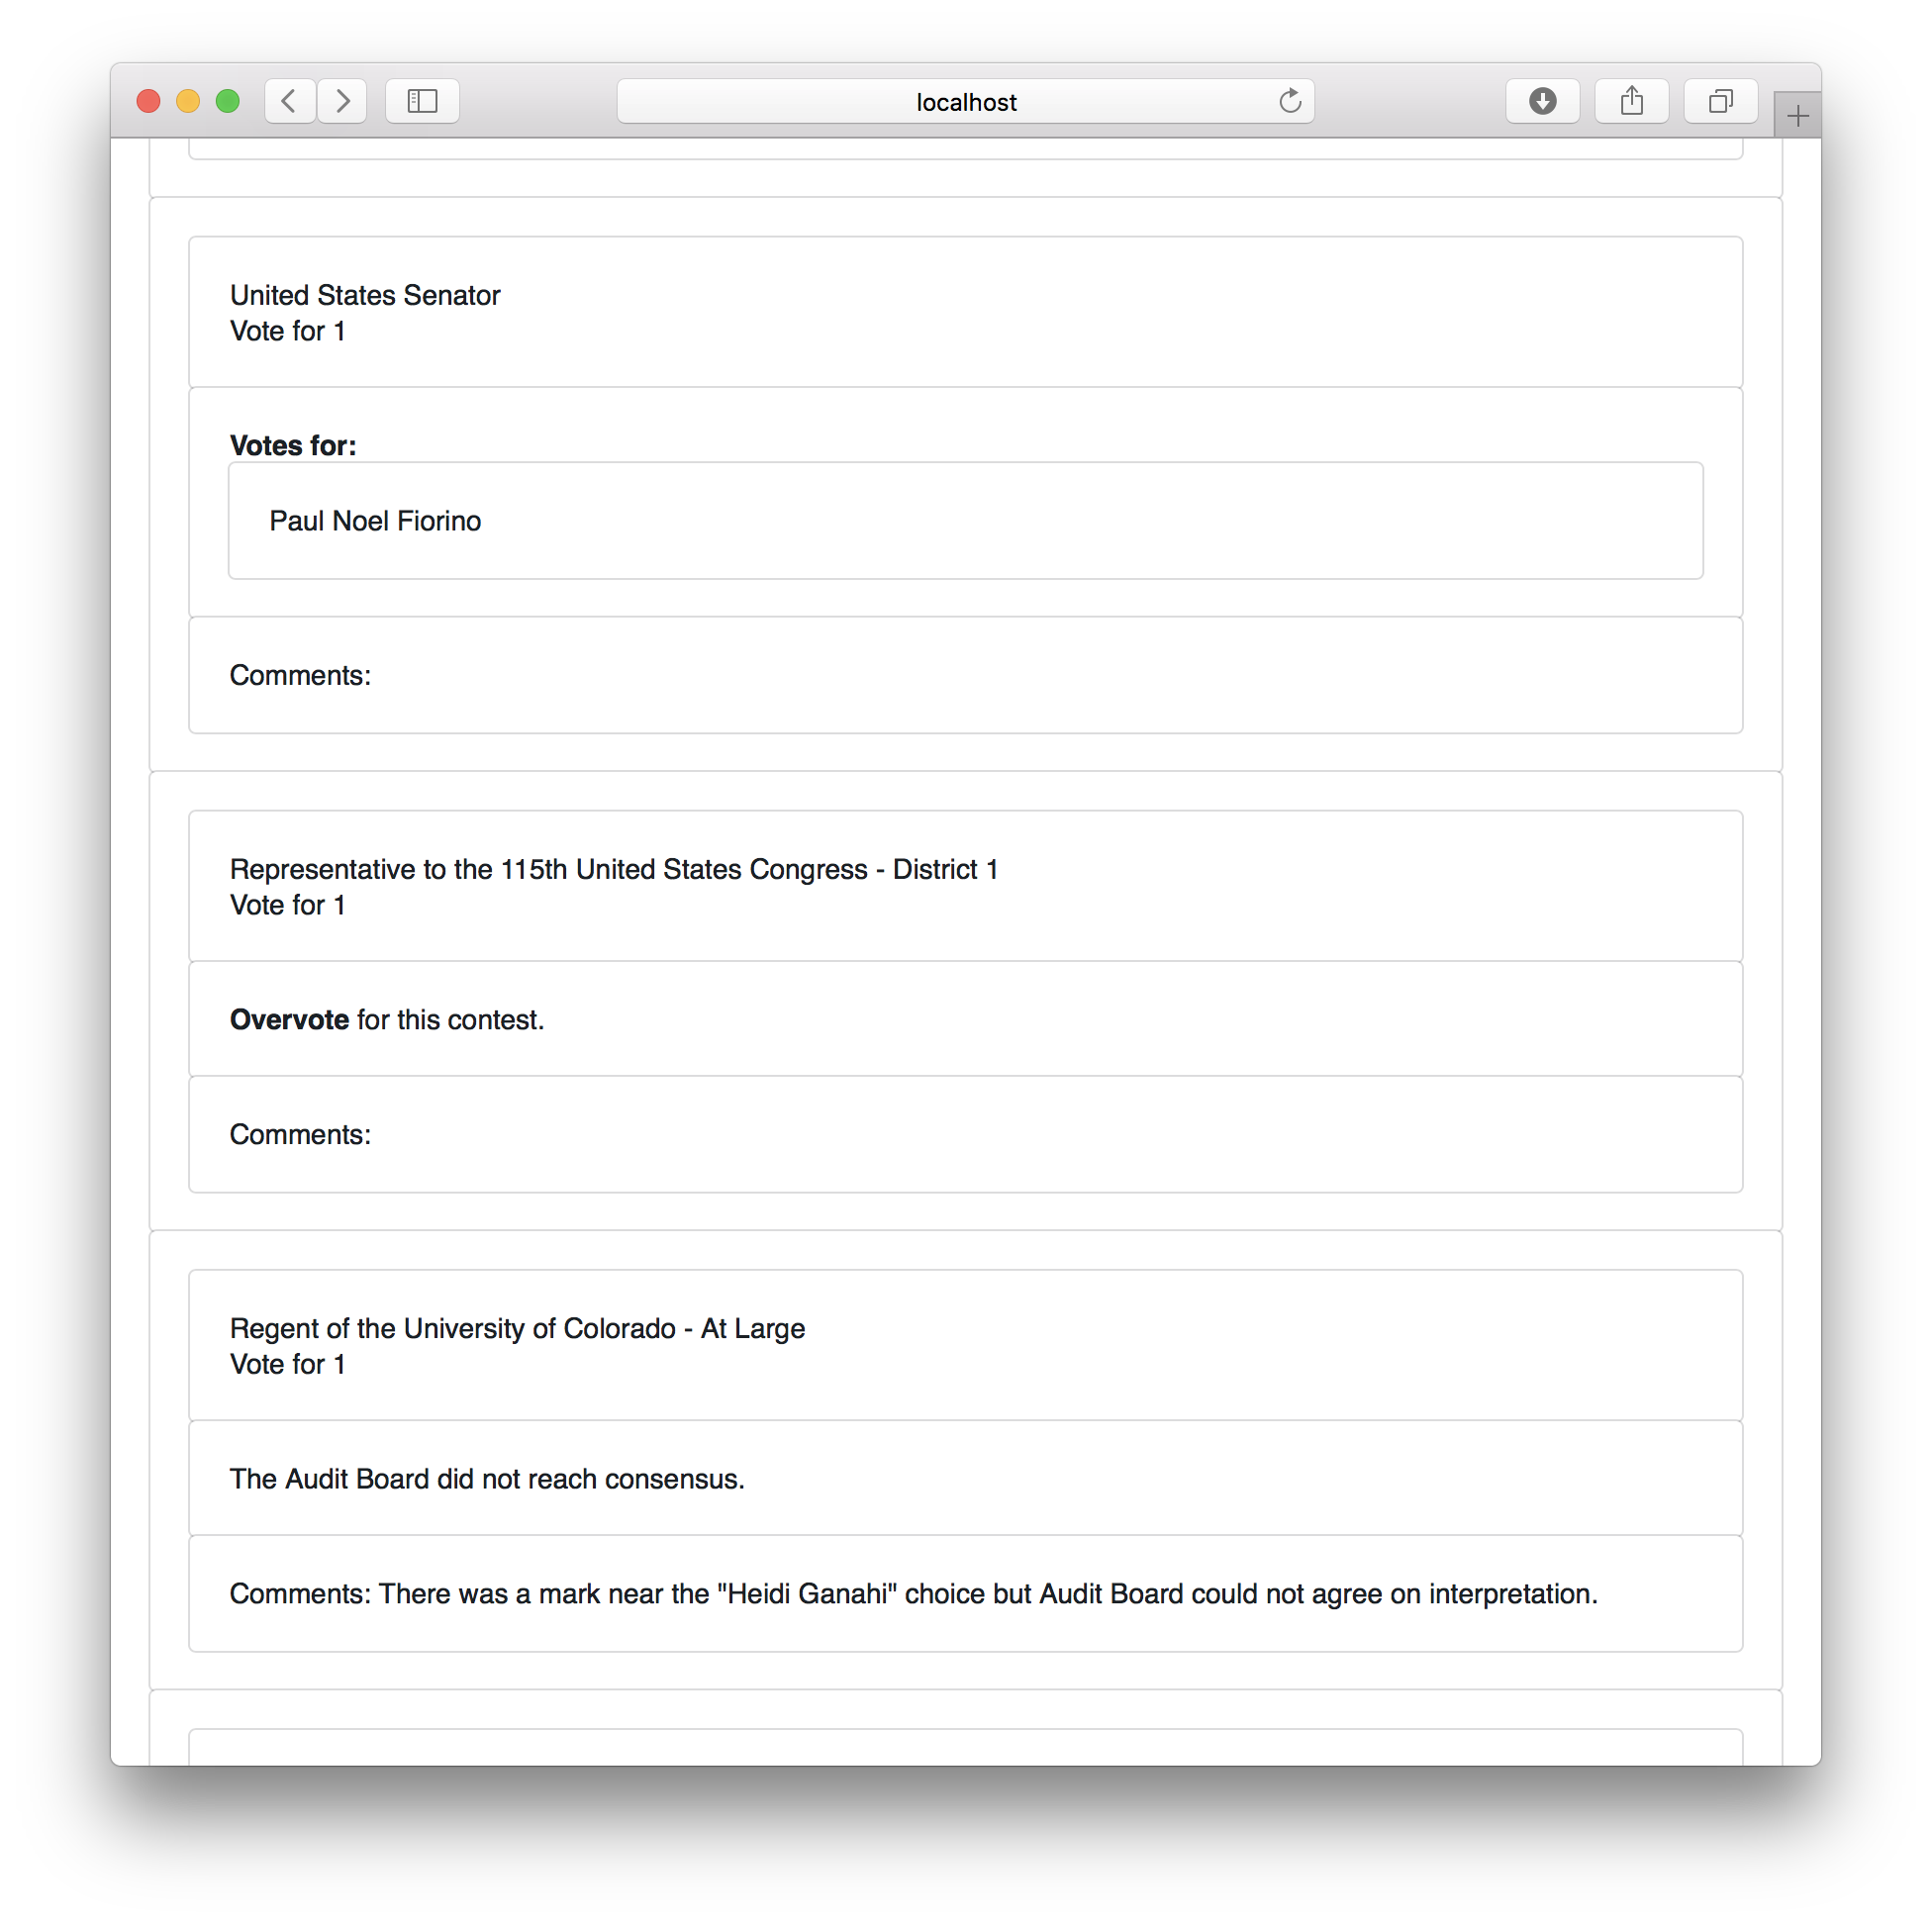 localhost
United States Senator
Vote for 1
Votes for:
Paul Noel Fiorino
Comments:
Representative to the 115th United States Congress - District 1
Vote for 1
Overvote for this contest.
Comments:
Regent of the University of Colorado - At Large
Vote for 1
The Audit Board did not reach consensus.
Comments: There was a mark near the "Heidi Ganahi" choice but Audit Board could not agree on interpretation.